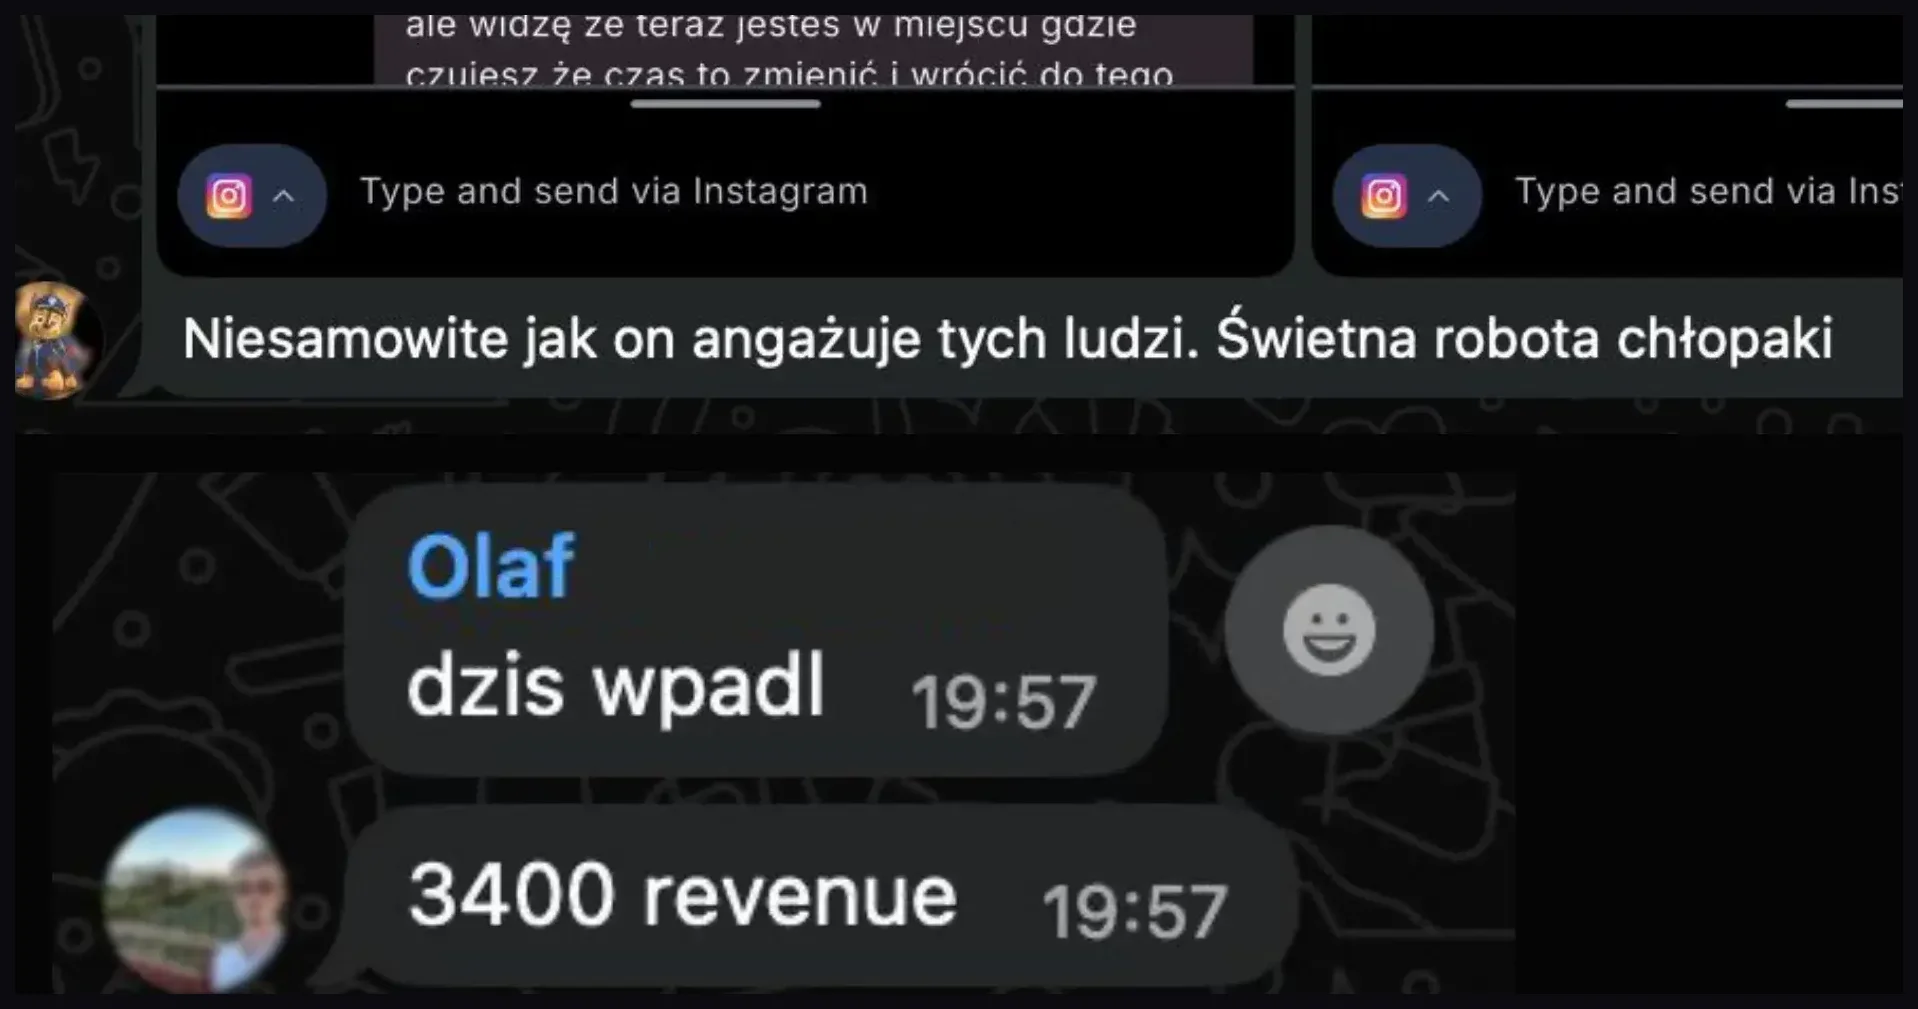 ale widzę że teraz jesteś w miejscu gdzie
czujesz że czas to zmienić i wrócić do tego
Type and send via Instagram
Type and send via Ins
Niesamowite jak on angażuje tych ludzi. Świetna robota chłopaki
Olaf
dzis wpadl 19:57
3400 revenue 19:57